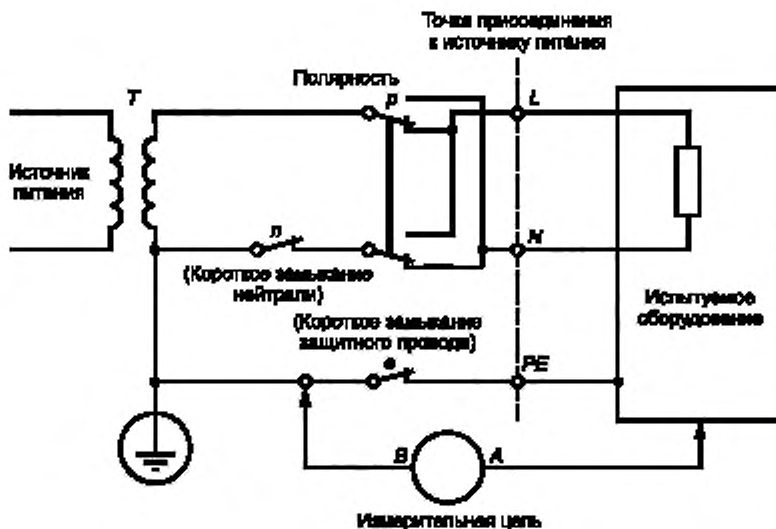 Точка присоединения
к источнику питания
Полярность
T
p
L
Источник
питания
л
N
(Короткое замыкание
нейтрали)
(Короткое замыкание
защитного провода)
Испытуемое
оборудование
e
PE
B
A
Измерительная цепь